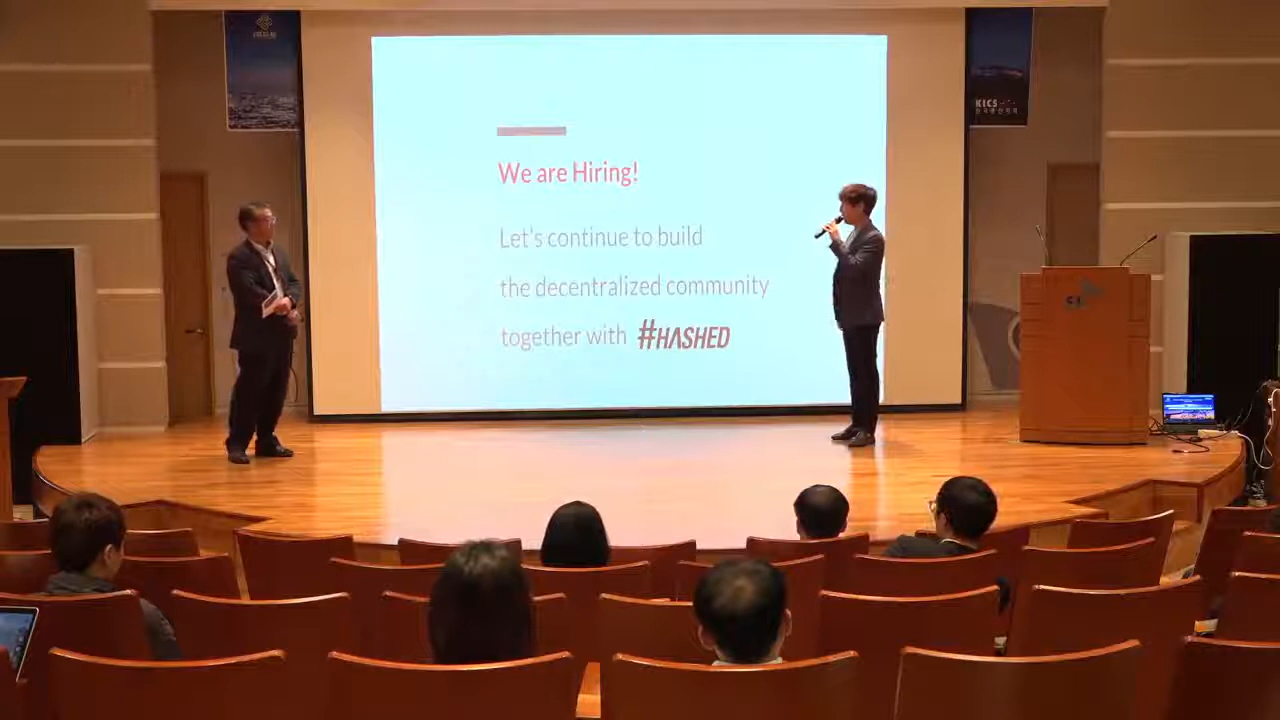 We are Hiring!
Let's continue to build
the decentralized community
together with #HASHED
KICS